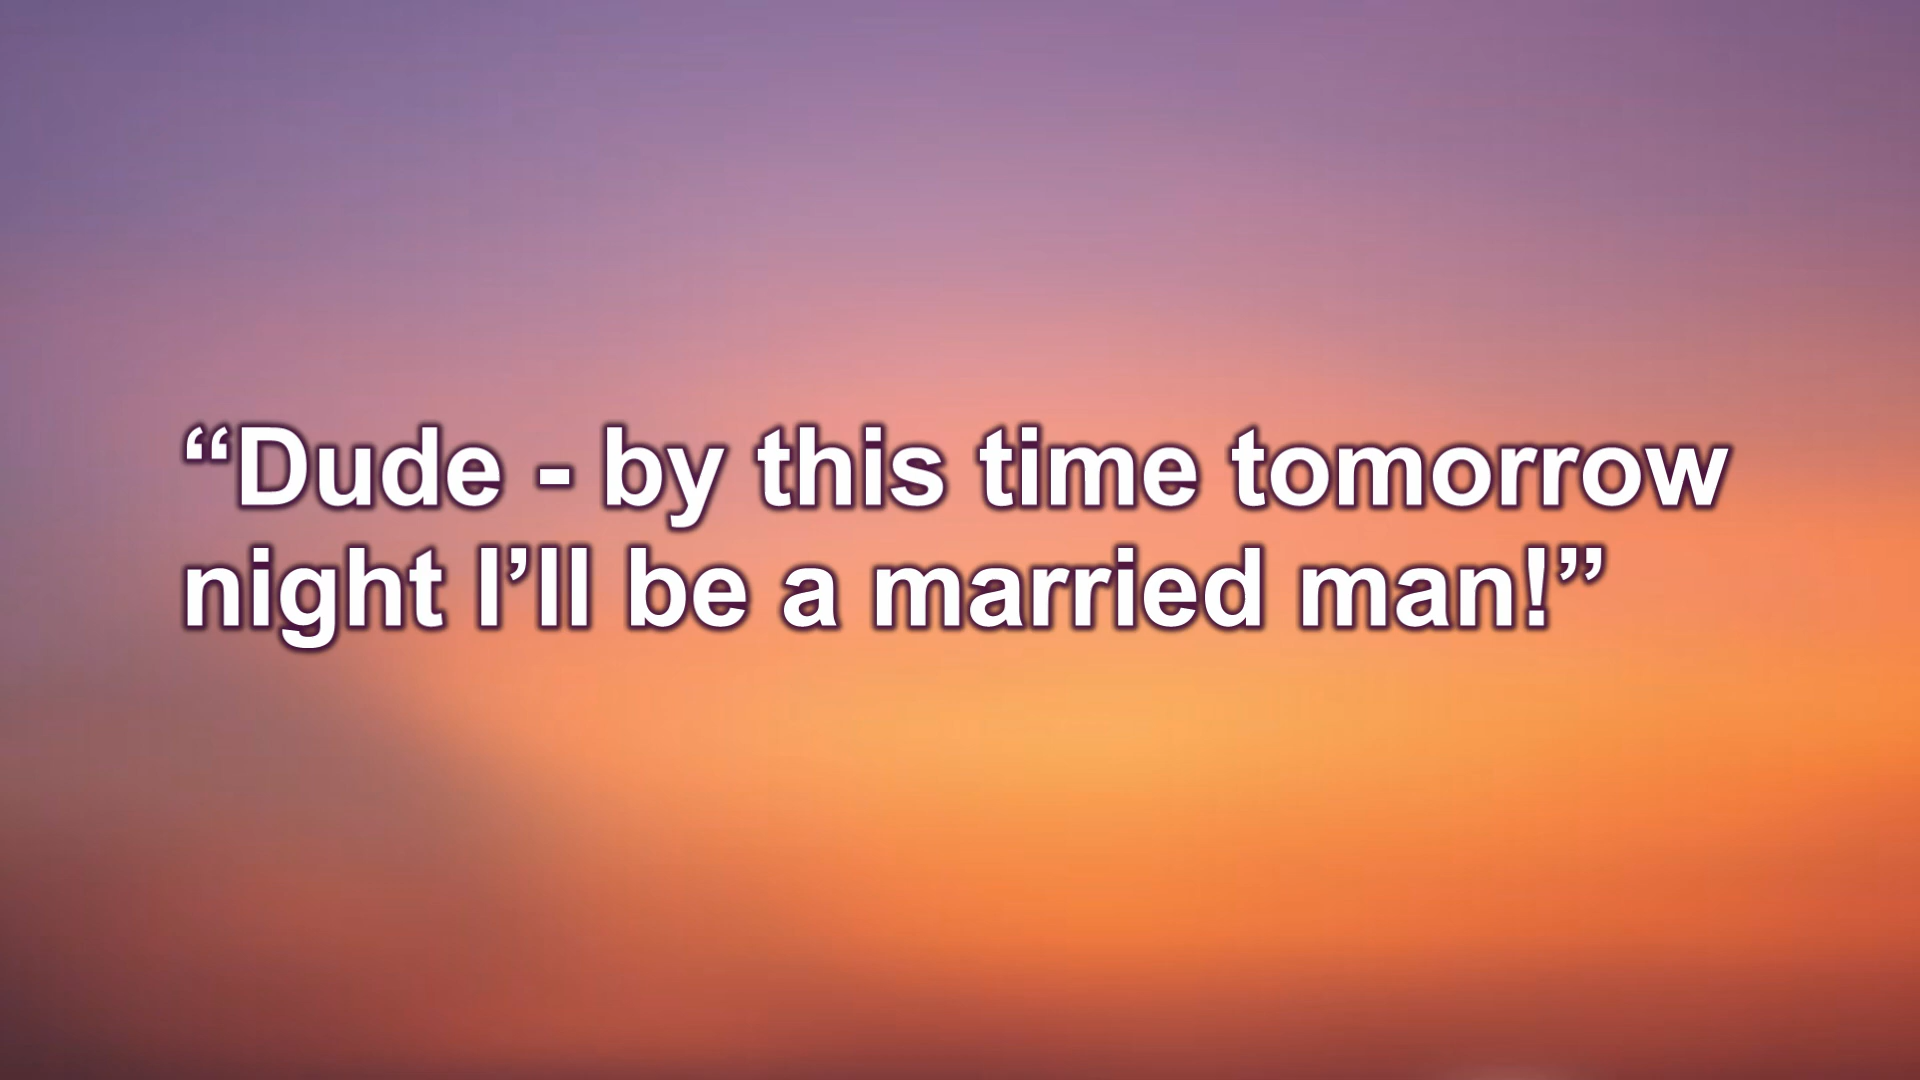 “Dude - by this time tomorrow
night I’ll be a married man!”